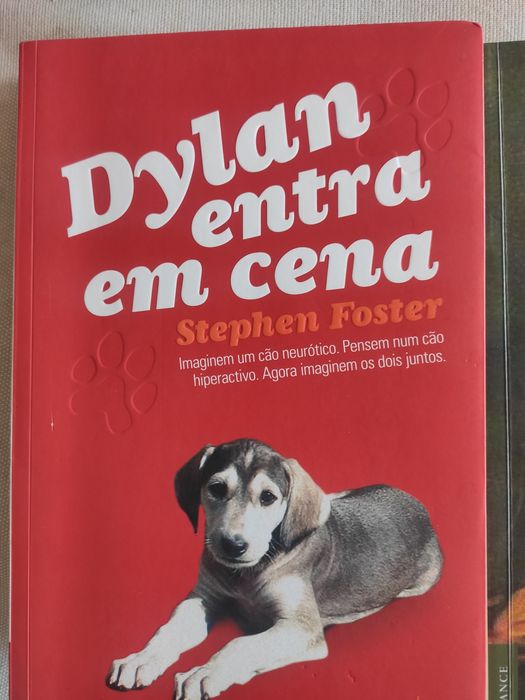 Dylan
entra
em cena
Stephen Foster
Imaginem um cão neurótico. Pensem num cão
hiperactivo. Agora imaginem os dois juntos.